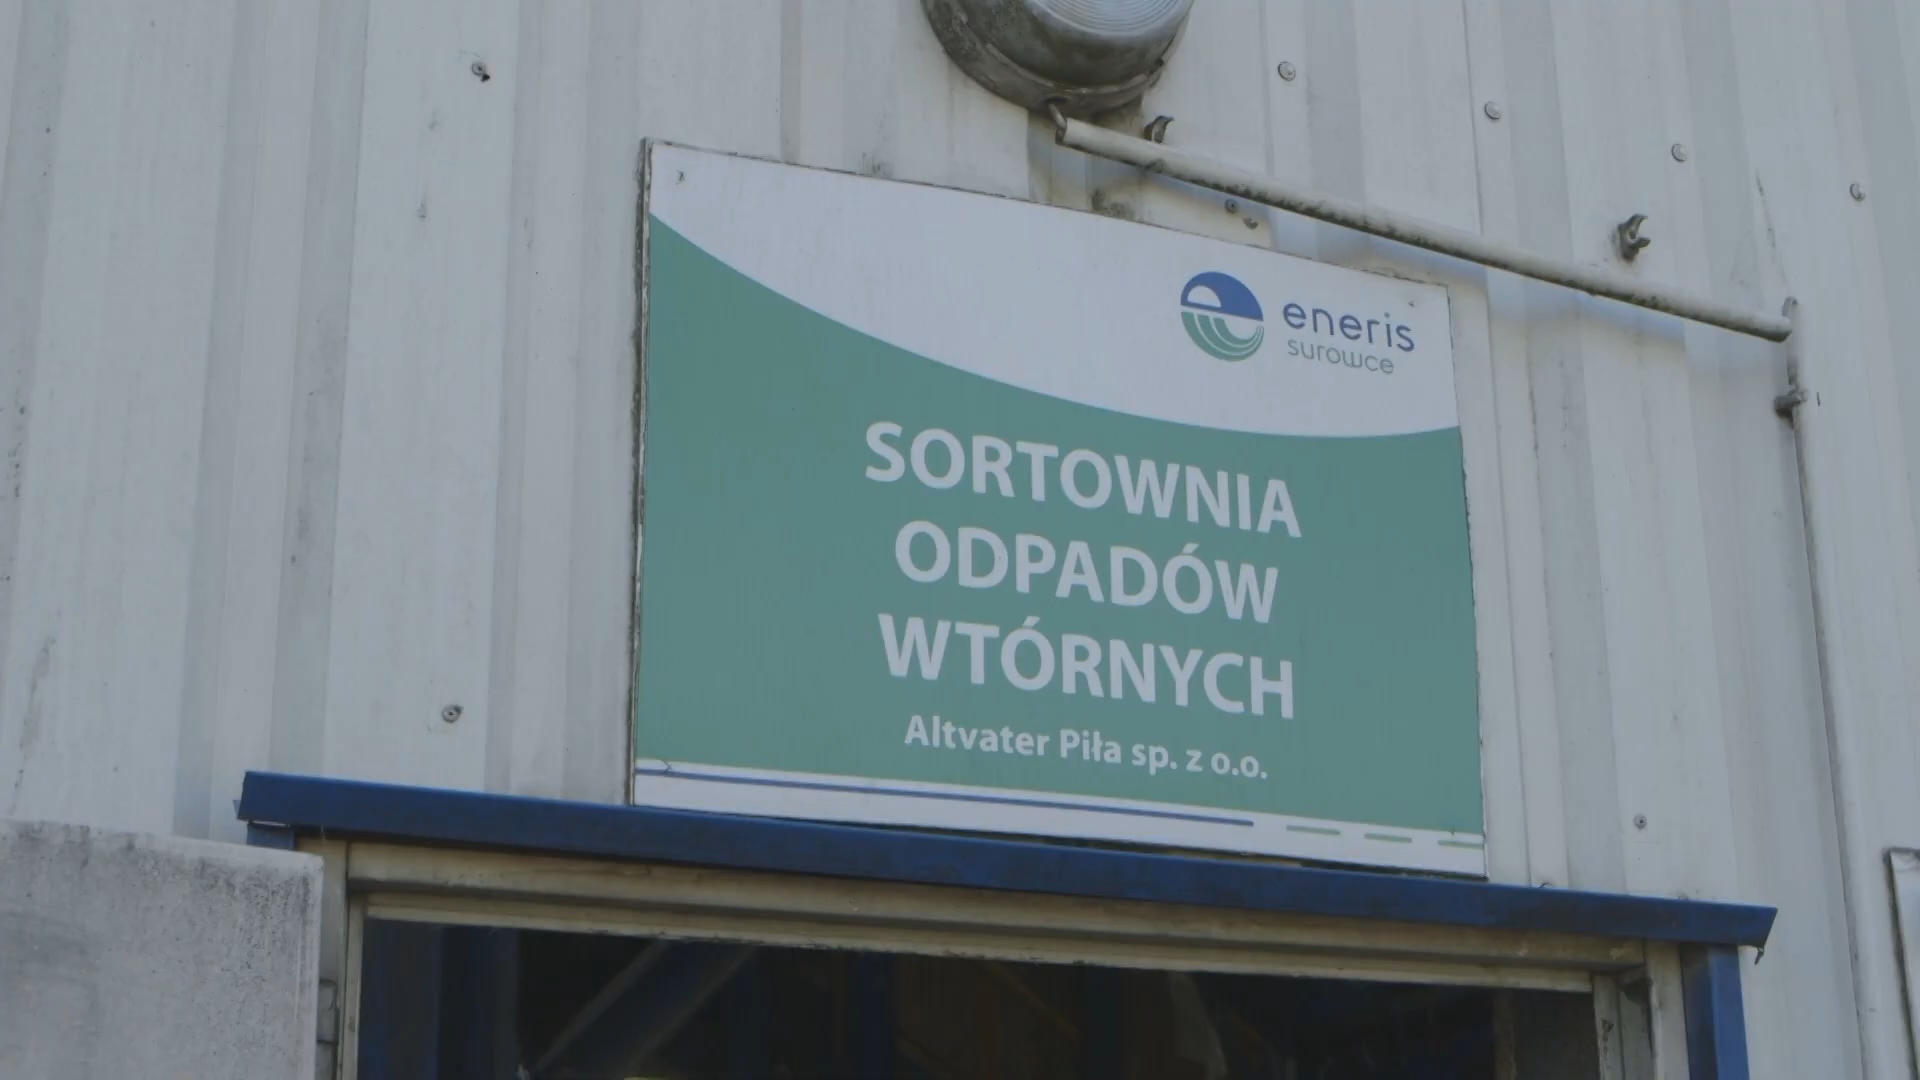 eneris
surowce
SORTOWNIA
ODPADÓW
WTÓRNYCH
Altvater Piła sp. z o.o.